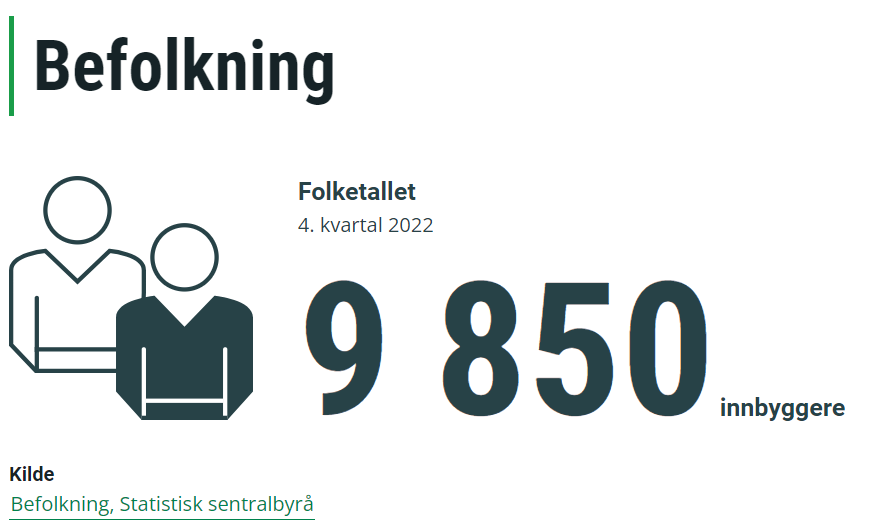 Befolkning
Folketallet
4. kvartal 2022
9 850 innbyggere
Kilde
Befolkning, Statistisk sentralbyrå